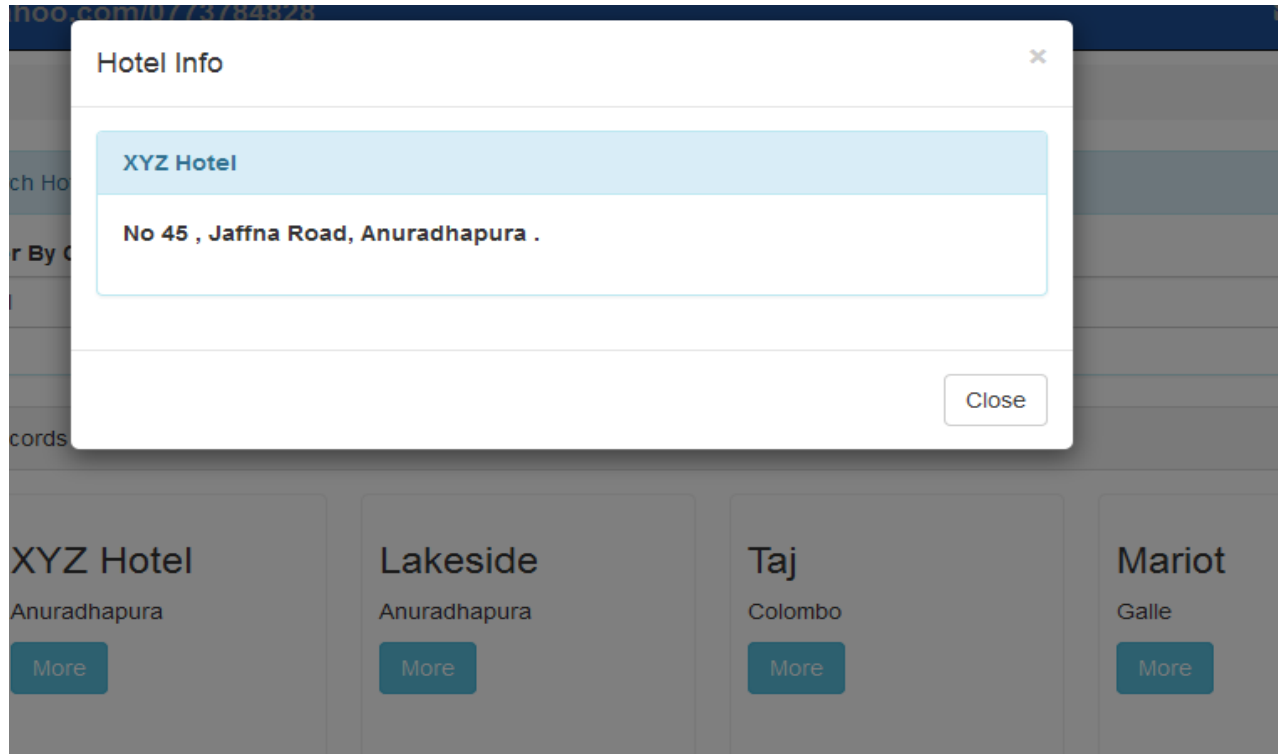 hoo.com/0773784828
Hotel Info
×
XYZ Hotel
ch Ho
No 45 , Jaffna Road, Anuradhapura .
r By
Close
cords
XYZ Hotel
Lakeside
Taj
Mariot
Anuradhapura
Anuradhapura
Colombo
Galle
More
More
More
More